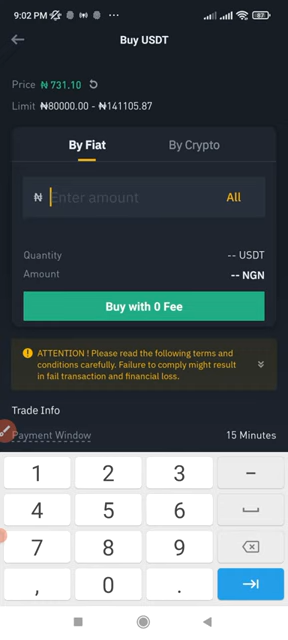 9:02 PM ... 87
Buy USDT
Price ₦ 731.10
Limit ₦80000.00 - ₦141105.87
By Fiat By Crypto
₦ Enter amount All
Quantity -- USDT
Amount -- NGN
Buy with 0 Fee
ATTENTION ! Please read the following terms and
conditions carefully. Failure to comply might result
in fail transaction and financial loss.
Trade Info
Payment Window 15 Minutes
1 2 3 -
4 5 6
7 8 9
, 0 .